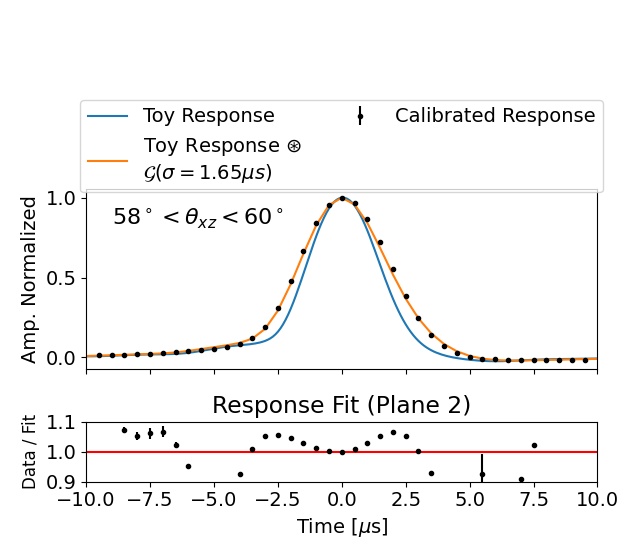 Toy Response
Calibrated Response
Toy Response ⊛
𝒢(σ = 1.65μs)
58° < θxz < 60°
1.0
0.5
0.0
Amp. Normalized
Response Fit (Plane 2)
1.1
1.0
0.9
Data / Fit
−10.0 −7.5 −5.0 −2.5 0.0 2.5 5.0 7.5 10.0
Time [μs]